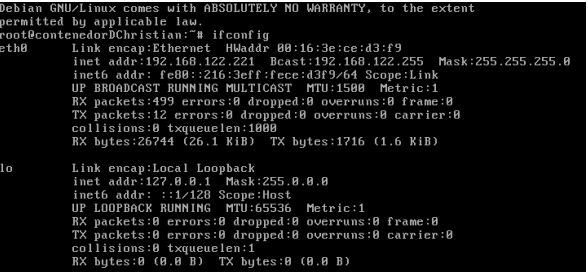 Debian GNU/Linux comes with ABSOLUTELY NO WARRANTY, to the extent
permitted by applicable law.
root@contenedorDChristian:~# ifconfig
eth0 Link encap:Ethernet HWaddr 00:16:3e:ce:d3:f9
inet addr:192.168.122.221 Bcast:192.168.122.255 Mask:255.255.255.0
inet6 addr: fe80::216:3eff:fece:d3f9/64 Scope:Link
UP BROADCAST RUNNING MULTICAST MTU:1500 Metric:1
RX packets:499 errors:0 dropped:0 overruns:0 frame:0
TX packets:12 errors:0 dropped:0 overruns:0 carrier:0
collisions:0 txqueuelen:1000
RX bytes:26744 (26.1 KiB) TX bytes:1716 (1.6 KiB)
lo Link encap:Local Loopback
inet addr:127.0.0.1 Mask:255.0.0.0
inet6 addr: ::1/128 Scope:Host
UP LOOPBACK RUNNING MTU:65536 Metric:1
RX packets:0 errors:0 dropped:0 overruns:0 frame:0
TX packets:0 errors:0 dropped:0 overruns:0 carrier:0
collisions:0 txqueuelen:1
RX bytes:0 (0.0 B) TX bytes:0 (0.0 B)